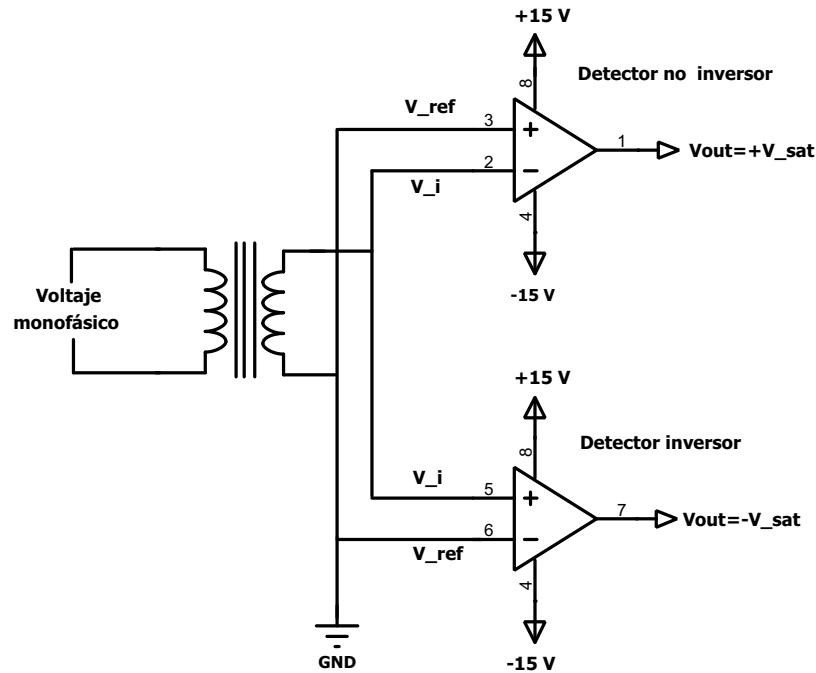 +15 V
8
Detector no inversor
V_ref
3
+
1
Vout=+V_sat
2
−
V_i
4
-15 V
Voltaje
monofásico
+15 V
8
Detector inversor
V_i
5
+
7
Vout=-V_sat
6
−
V_ref
4
-15 V
GND